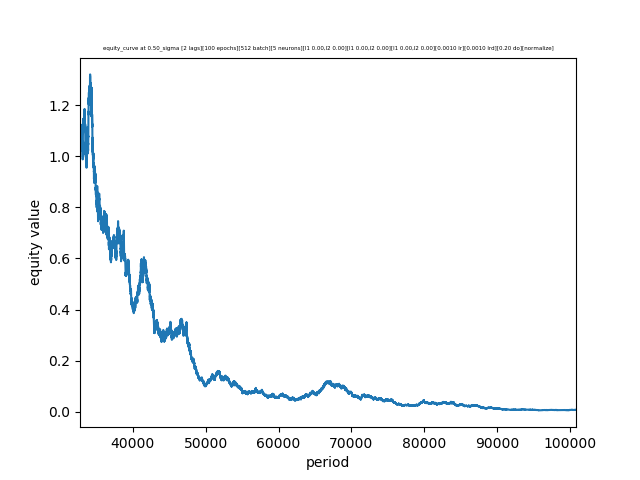 equity_curve at 0.50_sigma [2 lags][100 epochs][512 batch][5 neurons][l1 0.00,l2 0.00][l1 0.00,l2 0.00][l1 0.00,l2 0.00][0.0010 lr][0.0010 lrd][0.20 do][normalize]
1.2
1.0
0.8
0.6
0.4
0.2
0.0
equity value
40000 50000 60000 70000 80000 90000 100000
period